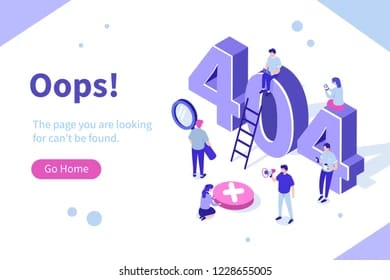 Oops!
404
The page you are looking
for can't be found.
Go Home
shutterstock.com · 1228655005